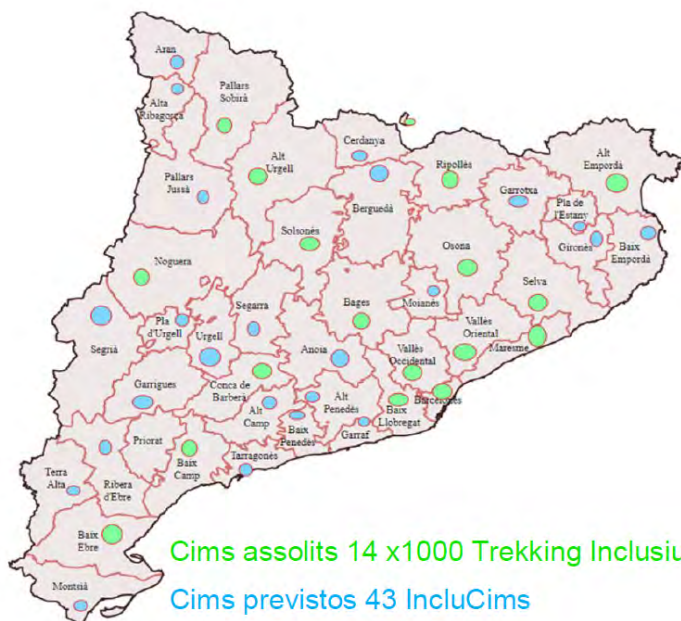 Aran
Pallars
Sobirà
Alta
Ribagorça
Cerdanya
Alt
Urgell
Ripollès
Alt
Empordà
Garrotxa
Pallars
Jussà
Berguedà
Pla de
l'Estany
Solsonès
Osona
Gironès
Baix
Empordà
Noguera
Selva
Segarra
Bages
Moianès
Pla
d'Urgell
Urgell
Vallès
Oriental
Segrià
Anoia
Vallès
Occidental
Maresme
Garrigues
Conca de
Barberà
Alt
Penedès
Alt
Camp
Baix
Llobregat
Barcelonès
Baix
Penedès
Garraf
Priorat
Baix
Camp
Tarragonès
Terra
Alta
Ribera
d'Ebre
Baix
Ebre
Cims assolits 14 x1000 Trekking Inclusiu
Montsià
Cims previstos 43 IncluCims